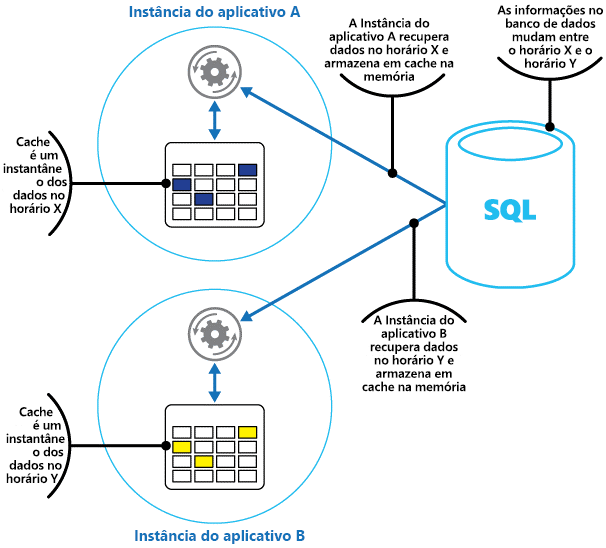 Instância do aplicativo A
A Instância do
aplicativo A recupera
dados no horário X e
armazena em cache na
memória
As informações no
banco de dados
mudam entre
o horário X e o
horário Y
Cache
é um
instantâne
o dos
dados no
horário X
SQL
A Instância do
aplicativo B
recupera dados
no horário Y e
armazena em
cache na memória
Cache
é um
instantâne
o dos
dados no
horário Y
Instância do aplicativo B